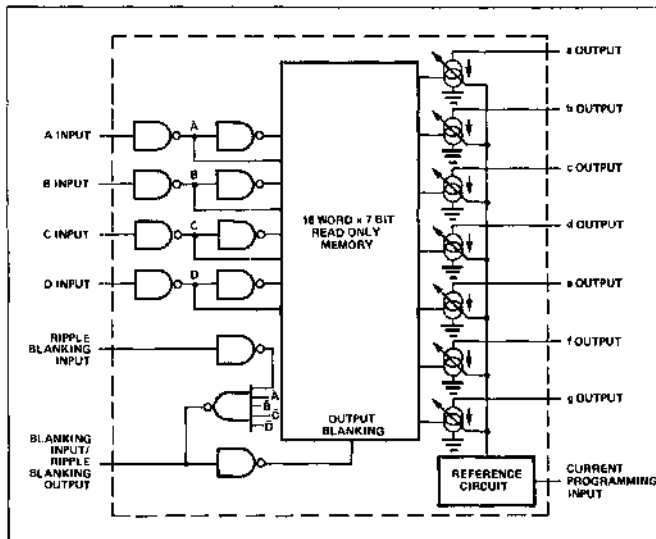 a OUTPUT
b OUTPUT
c OUTPUT
d OUTPUT
e OUTPUT
f OUTPUT
g OUTPUT
A INPUT
B INPUT
C INPUT
D INPUT
A
B
C
D
16 WORD × 7 BIT
READ ONLY
MEMORY
RIPPLE
BLANKING
INPUT
A
B
C
D
OUTPUT
BLANKING
BLANKING
INPUT/
RIPPLE
BLANKING
OUTPUT
REFERENCE
CIRCUIT
CURRENT
PROGRAMMING
INPUT